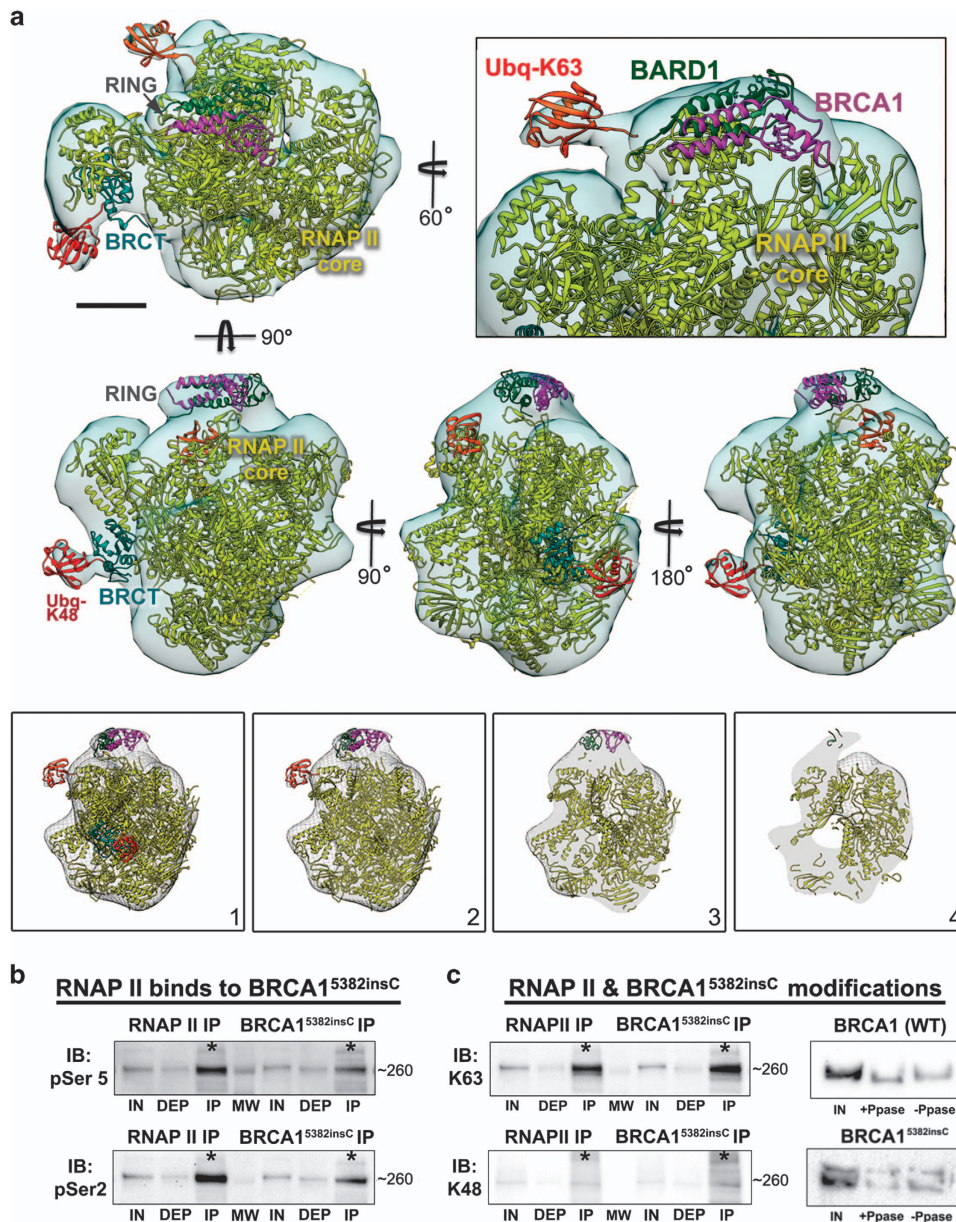 a
RING
BRCT
RNAP II
core
60°
Ubq-K63
BARD1
BRCA1
RNAP II
core
90°
RING
RNAP II
core
Ubq-
K48
BRCT
90°
180°
1
2
3
4
b
RNAP II binds to BRCA1 5382insC
RNAP II IP BRCA1 5382insC IP
IB:
pSer 5
* *
~260
IN DEP IP MW IN DEP IP
RNAP II IP BRCA1 5382insC IP
IB:
pSer2
* *
~260
IN DEP IP MW IN DEP IP
c
RNAP II & BRCA1 5382insC modifications
RNAPII IP BRCA1 5382insC IP
IB:
K63
* *
~260
IN DEP IP MW IN DEP IP
RNAPII IP BRCA1 5382insC IP
IB:
K48
* *
~260
IN DEP IP MW IN DEP IP
BRCA1 (WT)
IN +Ppase -Ppase
BRCA1 5382insC
IN +Ppase -Ppase